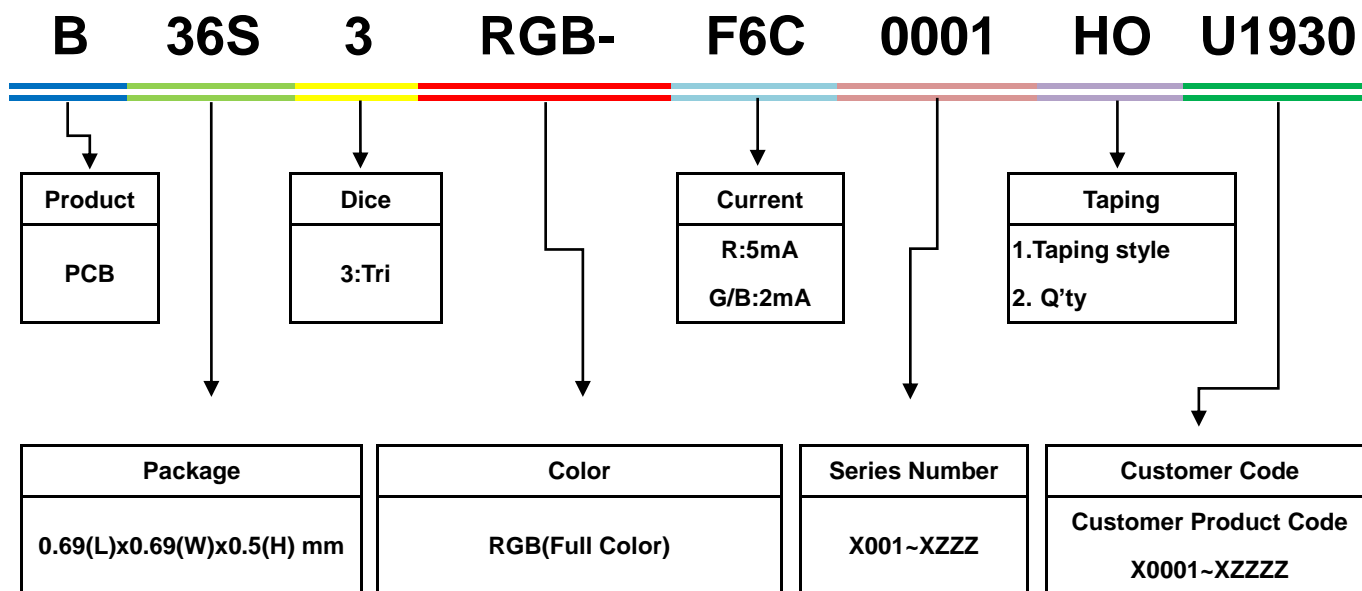 B 36S 3 RGB- F6C 0001 HO U1930
Product
PCB
Dice
3:Tri
Current
R:5mA
G/B:2mA
Taping
1.Taping style
2. Q’ty
Package
0.69(L)x0.69(W)x0.5(H) mm
Color
RGB(Full Color)
Series Number
X001~XZZZ
Customer Code
Customer Product Code
X0001~XZZZZ